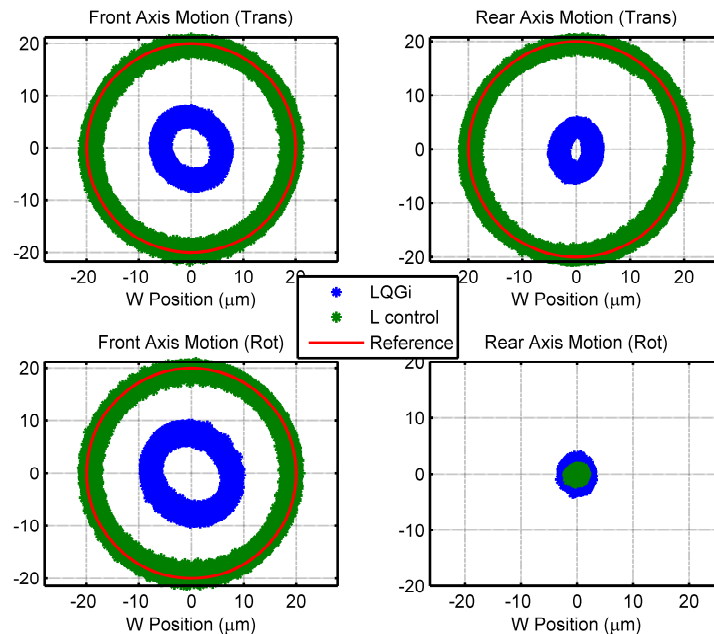 Front Axis Motion (Trans)
20
10
0
-10
-20
-20 -10 0 10 20
W Position (μm)
Rear Axis Motion (Trans)
20
10
0
-10
-20
-20 -10 0 10 20
W Position (μm)
LQGi
L control
Reference
Front Axis Motion (Rot)
20
10
0
-10
-20
-20 -10 0 10 20
W Position (μm)
Rear Axis Motion (Rot)
20
10
0
-10
-20
-20 -10 0 10 20
W Position (μm)